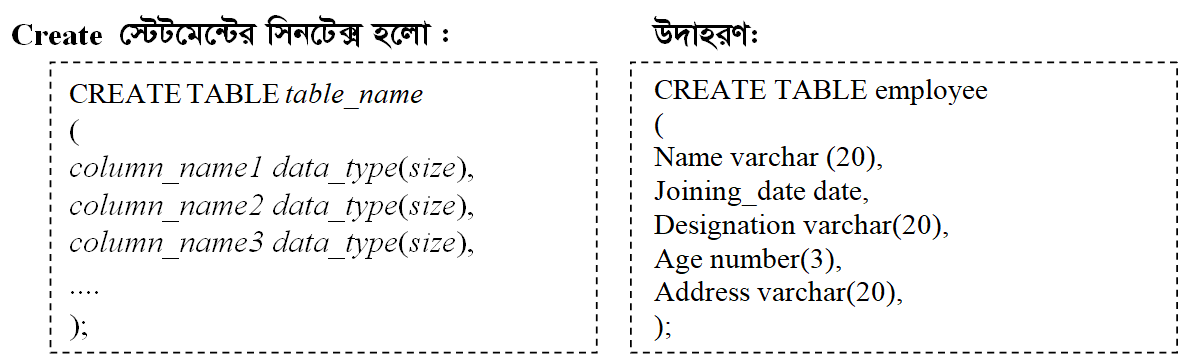 Create স্টেটমেন্টের সিনটেক্স হলো :
CREATE TABLE table_name
(
column_name1 data_type(size),
column_name2 data_type(size),
column_name3 data_type(size),
....
);
উদাহরণ:
CREATE TABLE employee
(
Name varchar (20),
Joining_date date,
Designation varchar(20),
Age number(3),
Address varchar(20),
);